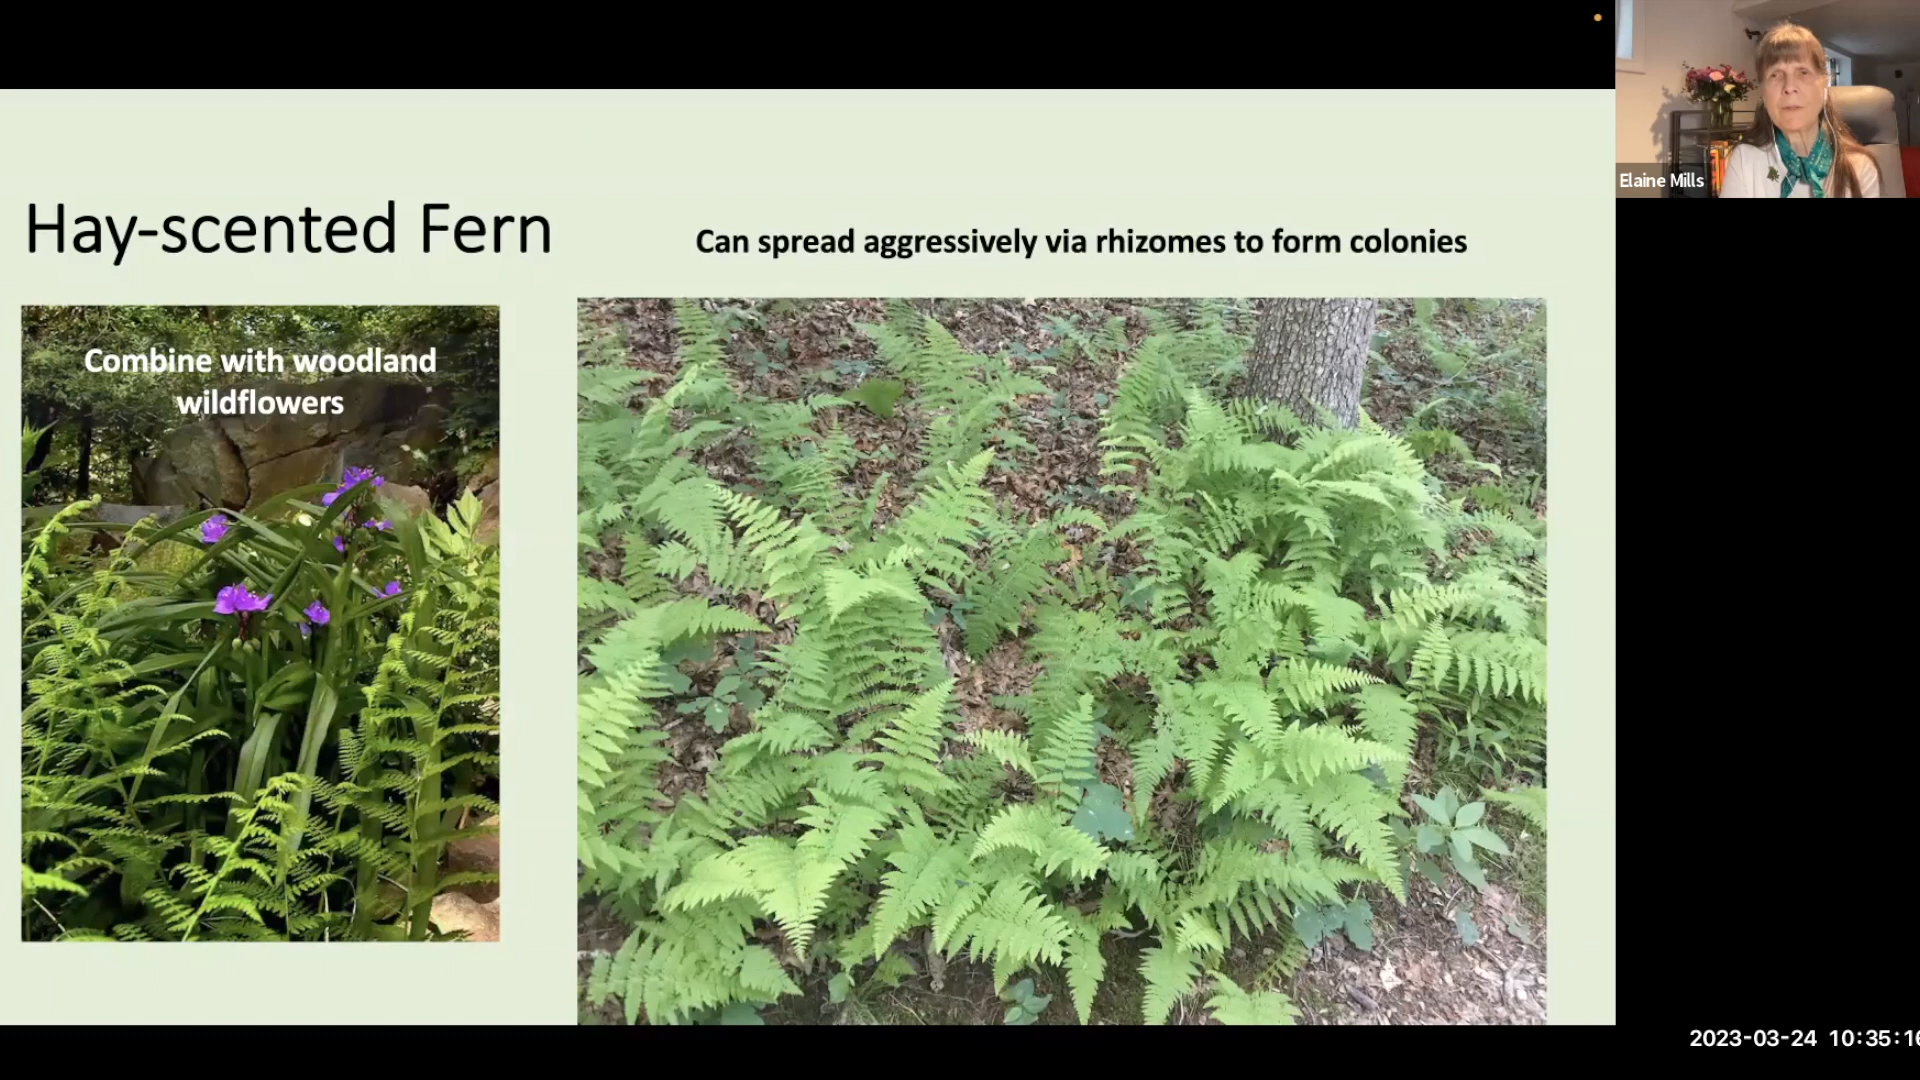 Elaine Mills
Hay-scented Fern
Can spread aggressively via rhizomes to form colonies
Combine with woodland
wildflowers
2023-03-24 10:35:16